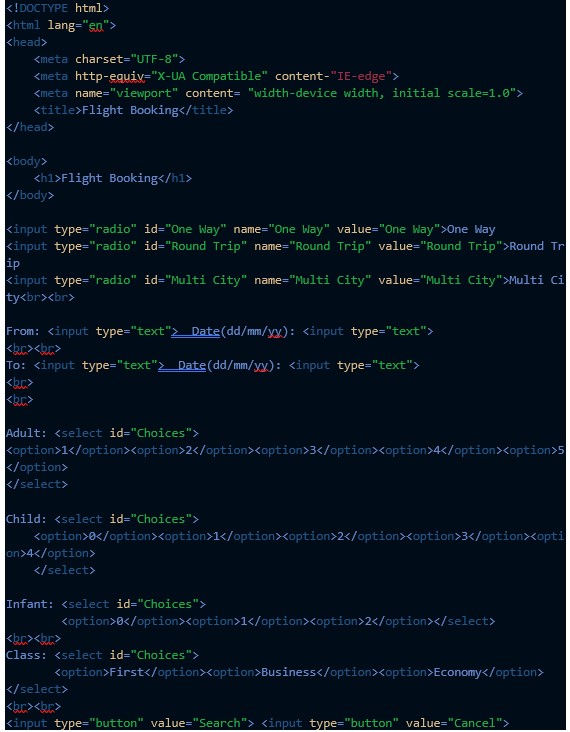 <!DOCTYPE html>
<html lang="en">
<head>
    <meta charset="UTF-8">
    <meta http-equiv="X-UA Compatible" content-"IE-edge">
    <meta name="viewport" content= "width-device width, initial scale=1.0">
    <title>Flight Booking</title>
</head>

<body>
    <h1>Flight Booking</h1>
</body>

<input type="radio" id="One Way" name="One Way" value="One Way">One Way
<input type="radio" id="Round Trip" name="Round Trip" value="Round Trip">Round Tr
ip
<input type="radio" id="Multi City" name="Multi City" value="Multi City">Multi Ci
ty<br><br>

From: <input type="text">  Date(dd/mm/yy): <input type="text">
<br><br>
To: <input type="text">  Date(dd/mm/yy): <input type="text">
<br>
<br>

Adult: <select id="Choices">
<option>1</option><option>2</option><option>3</option><option>4</option><option>5
</option>
</select>

Child: <select id="Choices">
    <option>0</option><option>1</option><option>2</option><option>3</option><opti
on>4</option>
    </select>

Infant: <select id="Choices">
       <option>0</option><option>1</option><option>2</option></select>
<br><br>
Class: <select id="Choices">
      <option>First</option><option>Business</option><option>Economy</option>
</select>
<br><br>
<input type="button" value="Search"> <input type="button" value="Cancel">